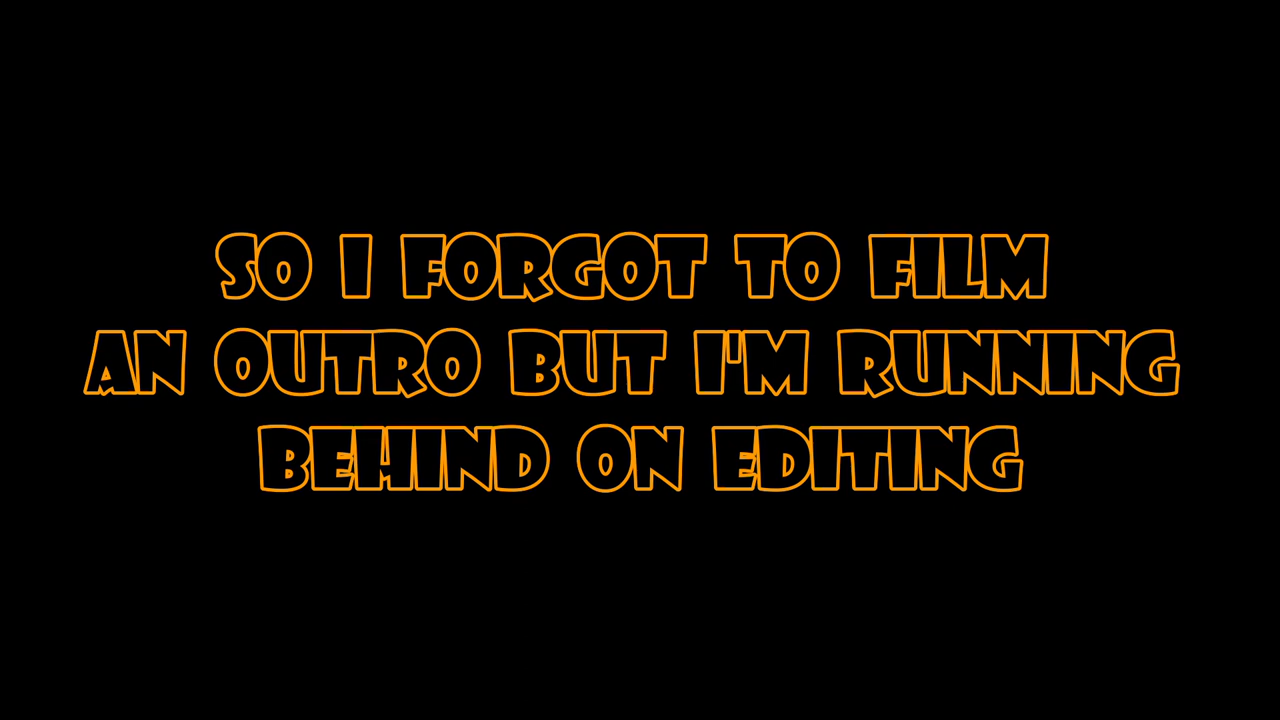 SO I FORGOT TO FILM
AN OUTRO BUT I'M RUNNING
BEHIND ON EDITING